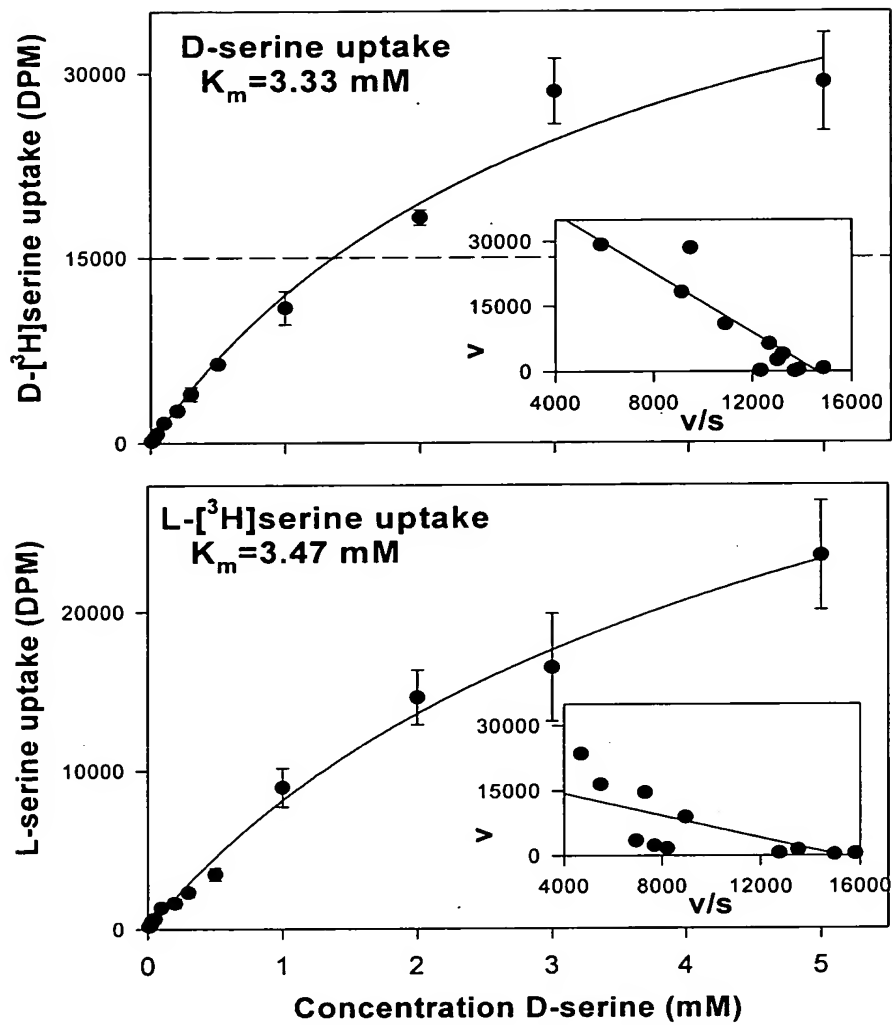 D-serine uptake
Kₘ=3.33 mM
D-[³H]serine uptake (DPM)
30000
15000
0
30000
15000
0
v
4000 8000 12000 16000
v/s
L-[³H]serine uptake
Kₘ=3.47 mM
L-serine uptake (DPM)
20000
10000
0
30000
15000
0
v
4000 8000 12000 16000
v/s
0 1 2 3 4 5
Concentration D-serine (mM)